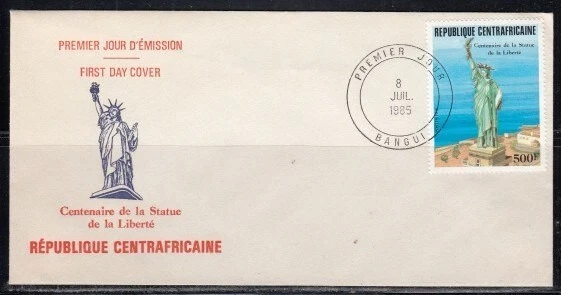 PREMIER JOUR D'ÉMISSION
FIRST DAY COVER
Centenaire de la Statue
de la Liberté
RÉPUBLIQUE CENTRAFRICAINE
PREMIER JOUR
8
JUIL.
1985
BANGUI
REPUBLIQUE CENTRAFRICAINE
Centenaire de la Statue
de la Liberté
500F